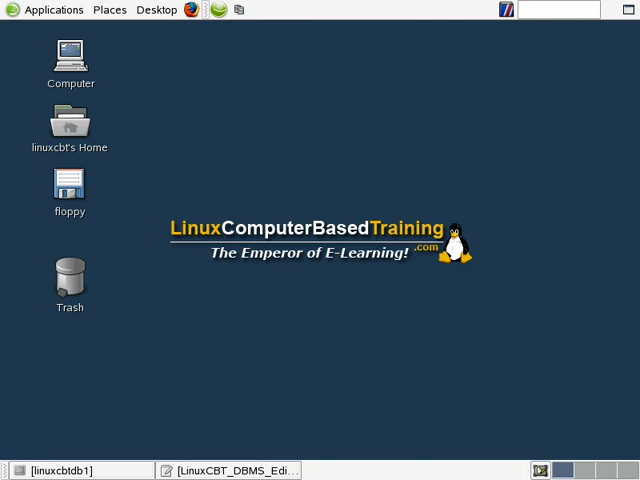 Applications Places Desktop
Computer
linuxcbt's Home
floppy
Trash
LinuxComputerBasedTraining
.com
The Emperor of E-Learning!
[linuxcbtdb1]
[LinuxCBT_DBMS_Edi...